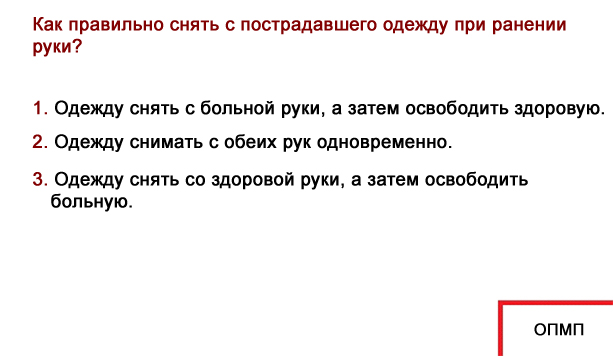 Как правильно снять с пострадавшего одежду при ранении
руки?
1. Одежду снять с больной руки, а затем освободить здоровую.
2. Одежду снимать с обеих рук одновременно.
3. Одежду снять со здоровой руки, а затем освободить
больную.
ОПМП